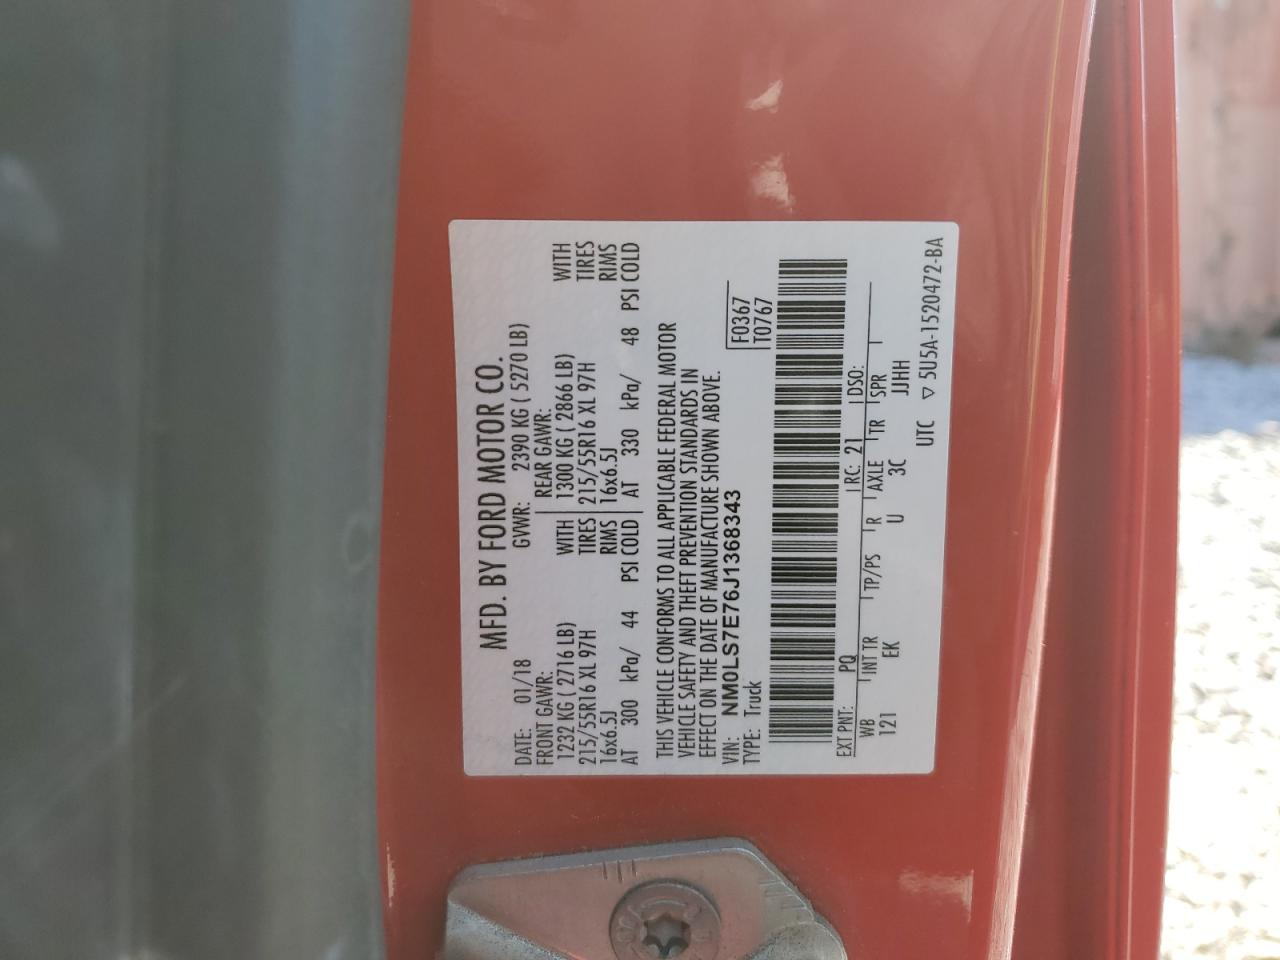 MFD. BY FORD MOTOR CO.
DATE: 01/18 GVWR: 2390 KG ( 5270 LB)
FRONT GAWR: REAR GAWR:
1232 KG ( 2716 LB) WITH 1300 KG ( 2866 LB) WITH
215/55R16 XL 97H TIRES 215/55R16 XL 97H TIRES
16x6.5J RIMS 16x6.5J RIMS
AT 300 kPa/ 44 PSI COLD AT 330 kPa/ 48 PSI COLD
THIS VEHICLE CONFORMS TO ALL APPLICABLE FEDERAL MOTOR
VEHICLE SAFETY AND THEFT PREVENTION STANDARDS IN
EFFECT ON THE DATE OF MANUFACTURE SHOWN ABOVE.
VIN: NM0LS7E76J1368343 F0367
TYPE: Truck T0767
EXT PNT: PQ RC: 21 DSO:
WB INT TR TP/PS R AXLE TR SPR
121 EK U 3C JJHH
UTC ▽ 5U5A-1520472-BA